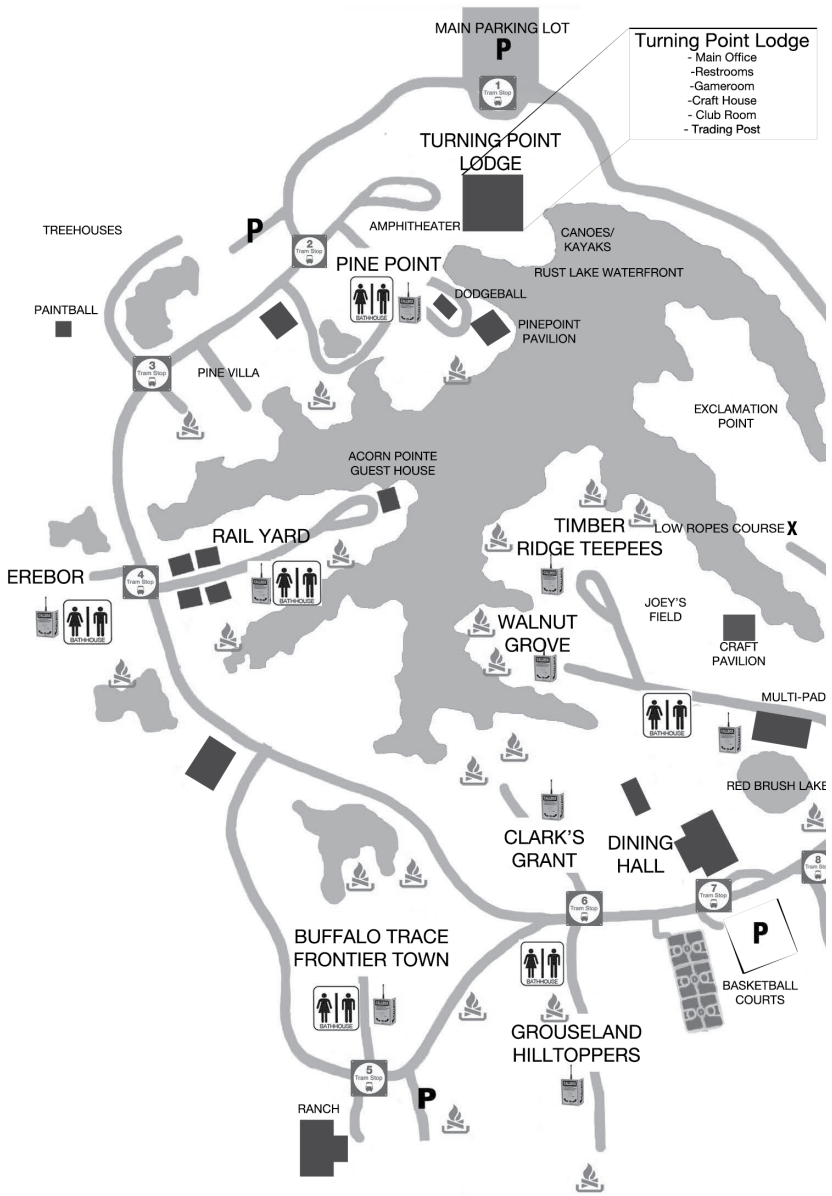 MAIN PARKING LOT
P
1
Tram Stop
Turning Point Lodge
- Main Office
-Restrooms
-Gameroom
-Craft House
- Club Room
- Trading Post
TURNING POINT
LODGE
TREEHOUSES
P
AMPHITHEATER
CANOES/
KAYAKS
2
Tram Stop
PINE POINT
RUST LAKE WATERFRONT
BATHHOUSE
DODGEBALL
PAINTBALL
PINEPOINT
PAVILION
3
Tram Stop
PINE VILLA
EXCLAMATION
POINT
ACORN POINTE
GUEST HOUSE
RAIL YARD
TIMBER
RIDGE TEEPEES
LOW ROPES COURSE X
EREBOR
4
Tram Stop
BATHHOUSE
BATHHOUSE
JOEY'S
FIELD
WALNUT
GROVE
CRAFT
PAVILION
BATHHOUSE
MULTI-PAD
RED BRUSH LAKE
CLARK'S
GRANT
DINING
HALL
8
Tram Sto
7
Tram Stop
6
Tram Stop
P
BUFFALO TRACE
FRONTIER TOWN
BATHHOUSE
BATHHOUSE
BASKETBALL
COURTS
GROUSELAND
HILLTOPPERS
5
Tram Stop
P
RANCH